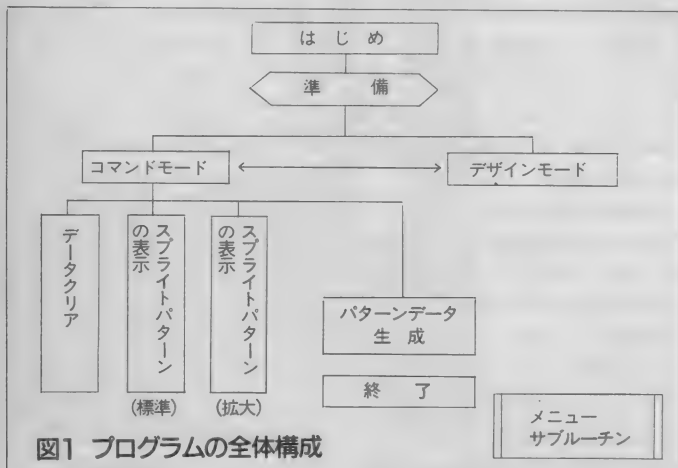 はじめ
準備
コマンドモード
デザインモード
データクリア
スプライトパターン
の表示
(標準)
スプライトパターン
の表示
(拡大)
パターンデータ
生成
終了
メニュー
サブルーチン
図1 プログラムの全体構成